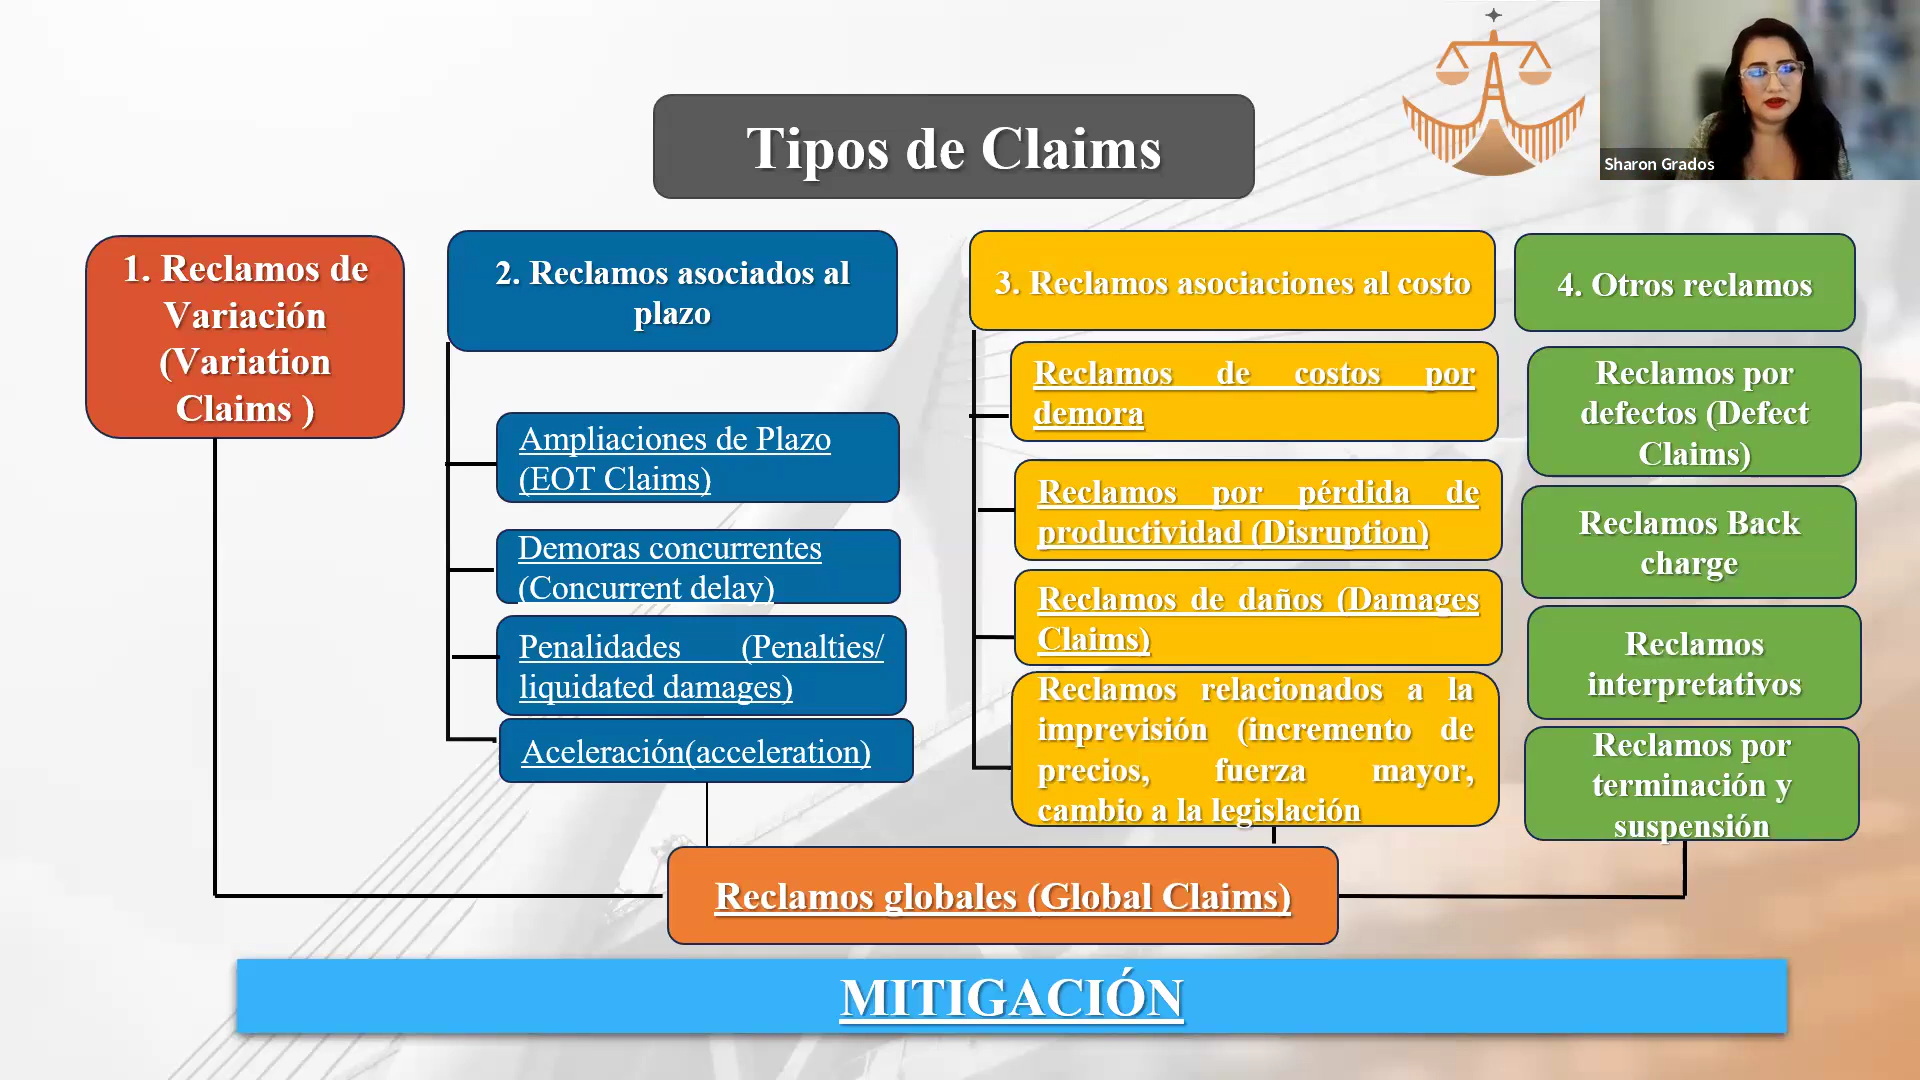 Tipos de Claims
Sharon Grados
1. Reclamos de
Variación
(Variation
Claims )
2. Reclamos asociados al
plazo
Ampliaciones de Plazo
(EOT Claims)
Demoras concurrentes
(Concurrent delay)
Penalidades (Penalties/
liquidated damages)
Aceleración(acceleration)
3. Reclamos asociaciones al costo
Reclamos de costos por
demora
Reclamos por pérdida de
productividad (Disruption)
Reclamos de daños (Damages
Claims)
Reclamos relacionados a la
imprevisión (incremento de
precios, fuerza mayor,
cambio a la legislación
4. Otros reclamos
Reclamos por
defectos (Defect
Claims)
Reclamos Back
charge
Reclamos
interpretativos
Reclamos por
terminación y
suspensión
Reclamos globales (Global Claims)
MITIGACIÓN